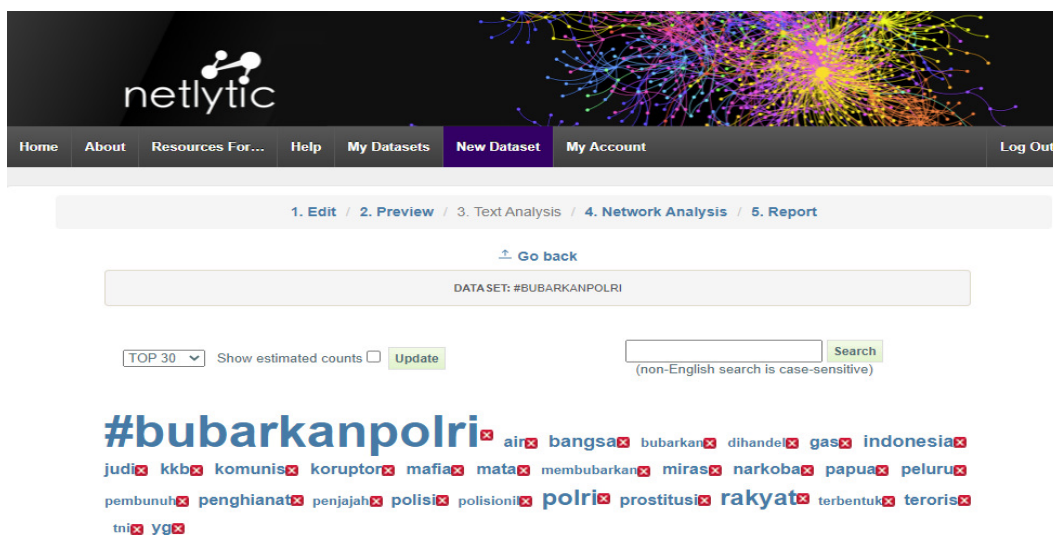 netlytic
Home About Resources For... Help My Datasets New Dataset My Account Log Out
1. Edit / 2. Preview / 3. Text Analysis / 4. Network Analysis / 5. Report
Go back
DATASET: #BUBARKANPOLRI
TOP 30 Show estimated counts Update Search
(non-English search is case-sensitive)
#bubarkanpolri air bangsa bubarkan dihandel gas indonesia
judi kkb komunis koruptor mafia mata membubarkan miras narkoba papua peluru
pembunuh penghianat penjajah polisi polisionil polri prostitusi rakyat terbentuk teroris
tni yg